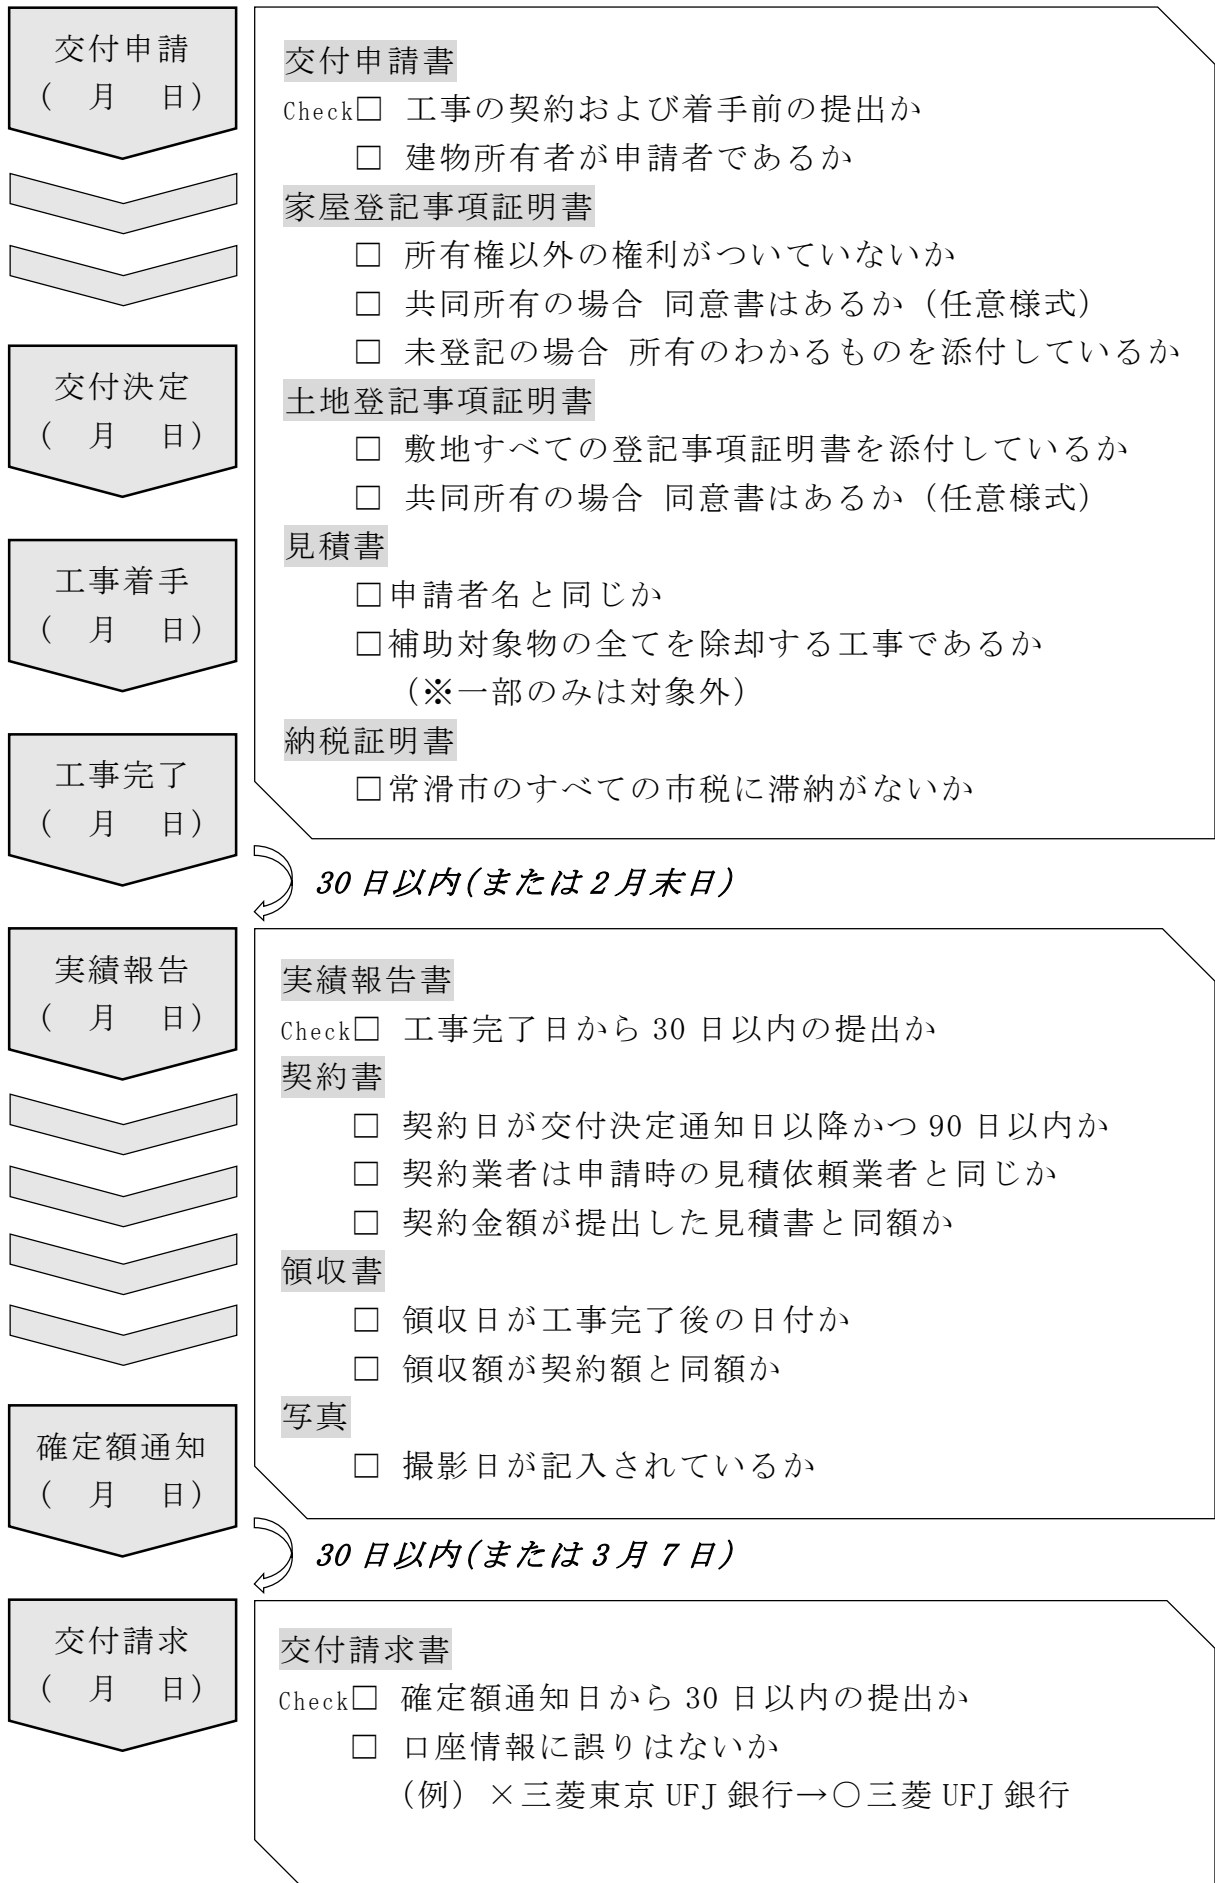 交付申請
(　月　日)
交付申請書
Check□ 工事の契約および着手前の提出か
□ 建物所有者が申請者であるか
家屋登記事項証明書
□ 所有権以外の権利がついていないか
□ 共同所有の場合 同意書はあるか（任意様式）
□ 未登記の場合 所有のわかるものを添付しているか
交付決定
(　月　日)
土地登記事項証明書
□ 敷地すべての登記事項証明書を添付しているか
□ 共同所有の場合 同意書はあるか（任意様式）
工事着手
(　月　日)
見積書
□申請者名と同じか
□補助対象物の全てを除却する工事であるか
（※一部のみは対象外）
工事完了
(　月　日)
納税証明書
□常滑市のすべての市税に滞納がないか
30 日以内(または 2 月末日)
実績報告
(　月　日)
実績報告書
Check□ 工事完了日から 30 日以内の提出か
契約書
□ 契約日が交付決定通知日以降かつ 90 日以内か
□ 契約業者は申請時の見積依頼業者と同じか
□ 契約金額が提出した見積書と同額か
領収書
□ 領収日が工事完了後の日付か
□ 領収額が契約額と同額か
写真
□ 撮影日が記入されているか
確定額通知
(　月　日)
30 日以内(または 3 月 7 日)
交付請求
(　月　日)
交付請求書
Check□ 確定額通知日から 30 日以内の提出か
□ 口座情報に誤りはないか
（例）×三菱東京 UFJ 銀行→○三菱 UFJ 銀行